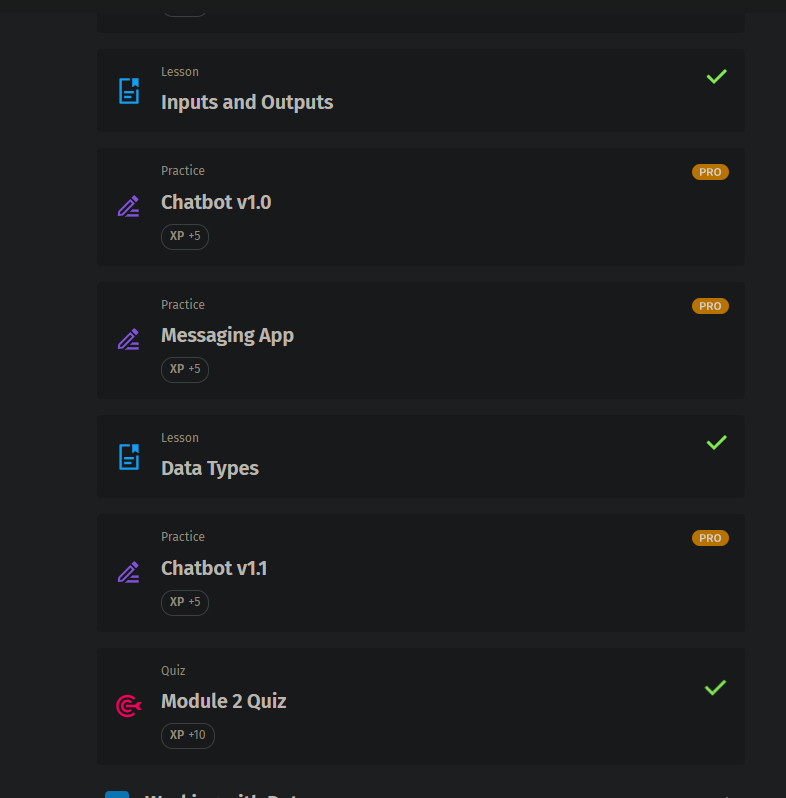 Lesson
Inputs and Outputs
Practice
PRO
Chatbot v1.0
XP +5
Practice
PRO
Messaging App
XP +5
Lesson
Data Types
Practice
PRO
Chatbot v1.1
XP +5
Quiz
Module 2 Quiz
XP +10